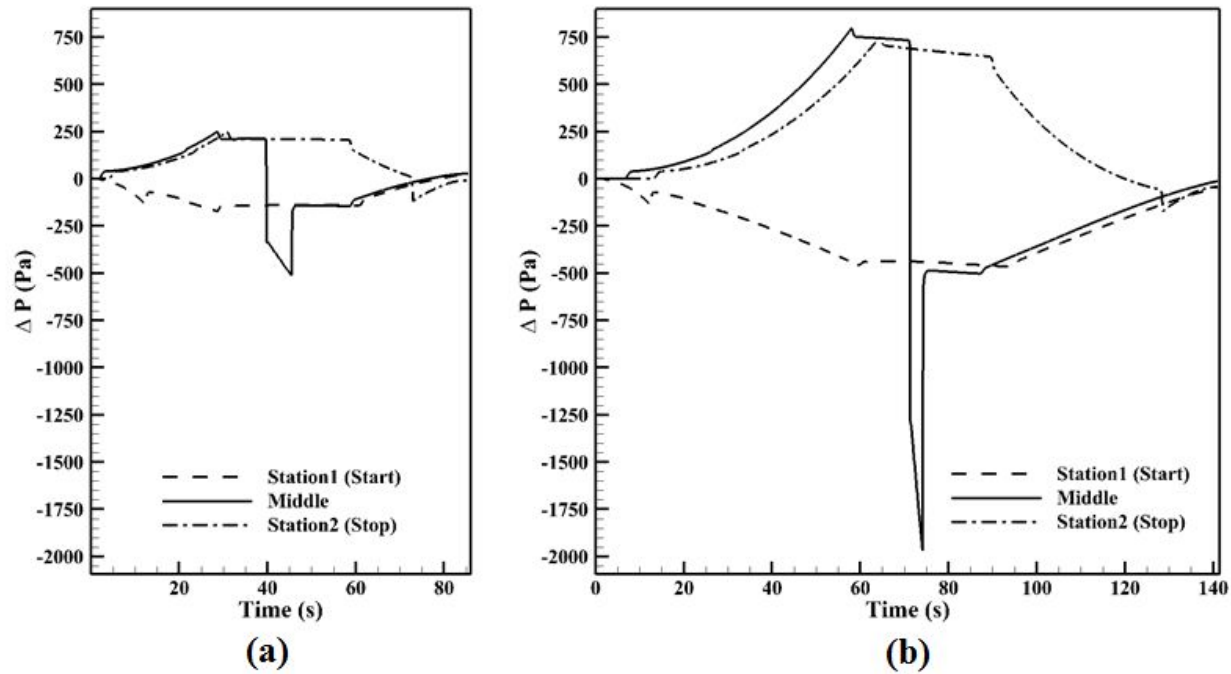 750
500
250
0
-250
-500
-750
-1000
-1250
-1500
-1750
-2000
Δ P (Pa)
20 40 60 80
Time (s)
Station1 (Start)
Middle
Station2 (Stop)
(a)
750
500
250
0
-250
-500
-750
-1000
-1250
-1500
-1750
-2000
Δ P (Pa)
0 20 40 60 80 100 120 140
Time (s)
Station1 (Start)
Middle
Station2 (Stop)
(b)